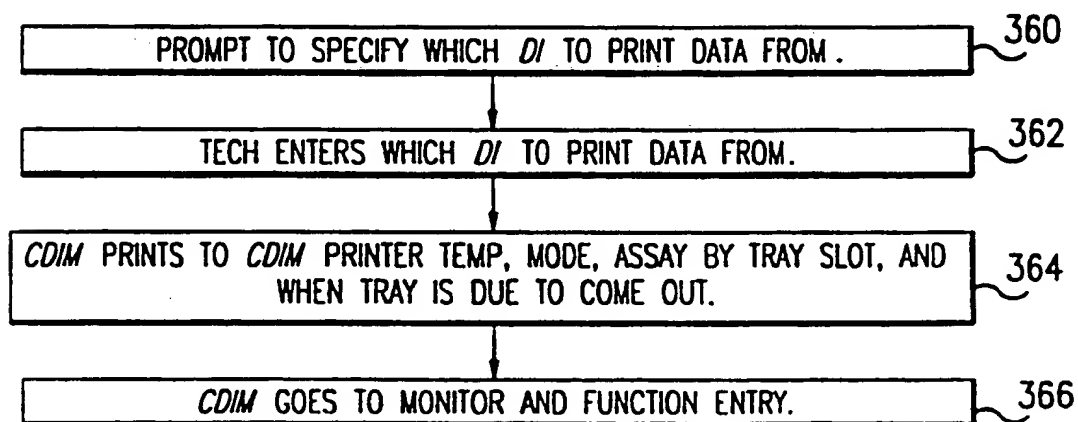 PROMPT TO SPECIFY WHICH DI TO PRINT DATA FROM.
360
TECH ENTERS WHICH DI TO PRINT DATA FROM.
362
CDIM PRINTS TO CDIM PRINTER TEMP, MODE, ASSAY BY TRAY SLOT, AND
WHEN TRAY IS DUE TO COME OUT.
364
CDIM GOES TO MONITOR AND FUNCTION ENTRY.
366